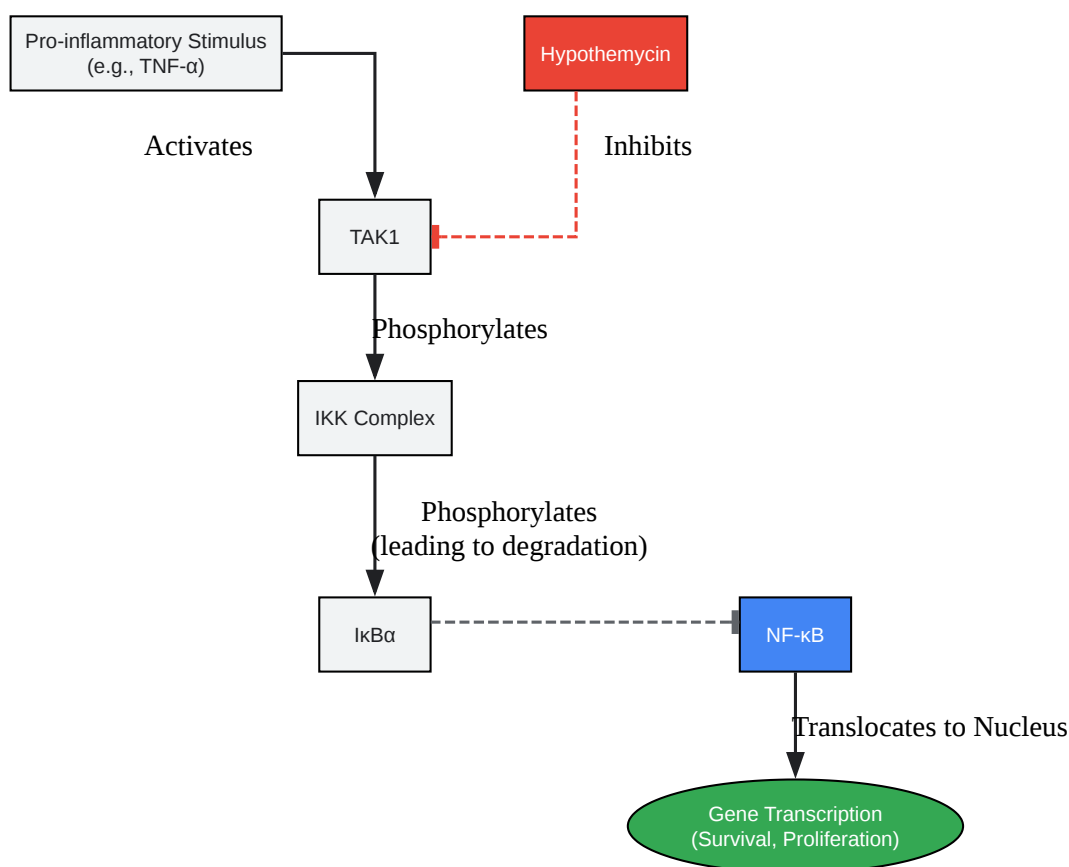 Pro-inflammatory Stimulus
(e.g., TNF-α)
Hypothemycin
Activates
Inhibits
TAK1
Phosphorylates
IKK Complex
Phosphorylates
(leading to degradation)
IκBα
NF-κB
Translocates to Nucleus
Gene Transcription
(Survival, Proliferation)